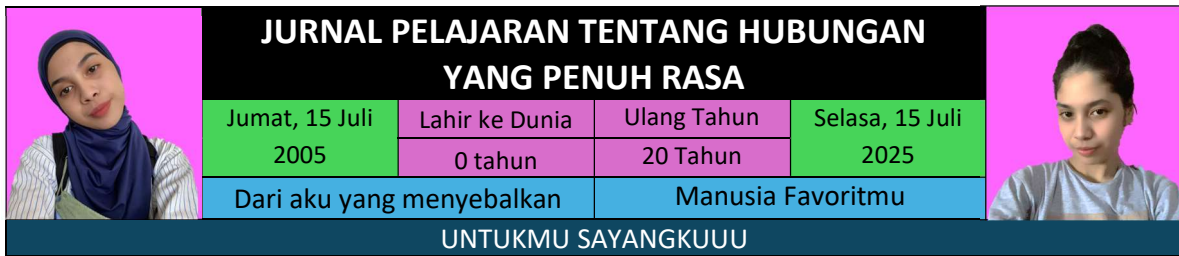 JURNAL PELAJARAN TENTANG HUBUNGAN
YANG PENUH RASA
Jumat, 15 Juli
2005
Lahir ke Dunia
0 tahun
Ulang Tahun
20 Tahun
Selasa, 15 Juli
2025
Dari aku yang menyebalkan
Manusia Favoritmu
UNTUKMU SAYANGKUUU